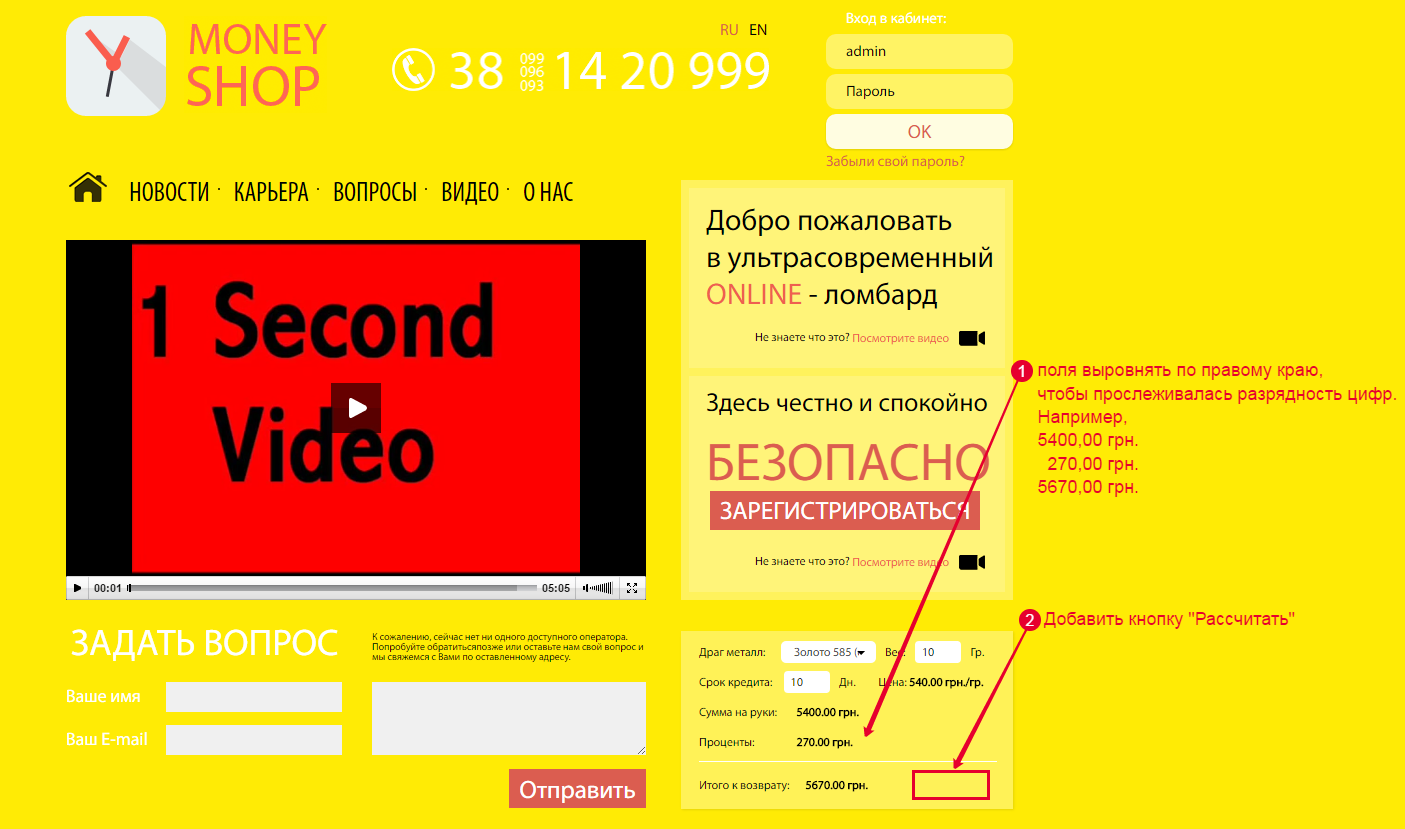 MONEY
SHOP
RU EN
38 099 096 093 14 20 999
Вход в кабинет:
admin
Пароль
OK
Забыли свой пароль?
НОВОСТИ · КАРЬЕРА · ВОПРОСЫ · ВИДЕО · О НАС
1 Second
Video
00:01 05:05
Добро пожаловать
в ультрасовременный
ONLINE - ломбард
Не знаете что это? Посмотрите видео
Здесь честно и спокойно
БЕЗОПАСНО
ЗАРЕГИСТРИРОВАТЬСЯ
Не знаете что это? Посмотрите видео
1 поля выровнять по правому краю,
чтобы прослеживалась разрядность цифр.
Например,
5400,00 грн.
270,00 грн.
5670,00 грн.
2 Добавить кнопку "Рассчитать"
ЗАДАТЬ ВОПРОС
К сожалению, сейчас нет ни одного доступного оператора.
Попробуйте обратитьсяпозже или оставьте нам свой вопрос и
мы свяжемся с Вами по оставленному адресу.
Ваше имя
Ваш E-mail
Отправить
Драг металл: Золото 585 ( Вес: 10 Гр.
Срок кредита: 10 Дн. Цена: 540.00 грн./гр.
Сумма на руки: 5400.00 грн.
Проценты: 270.00 грн.
Итого к возврату: 5670.00 грн.